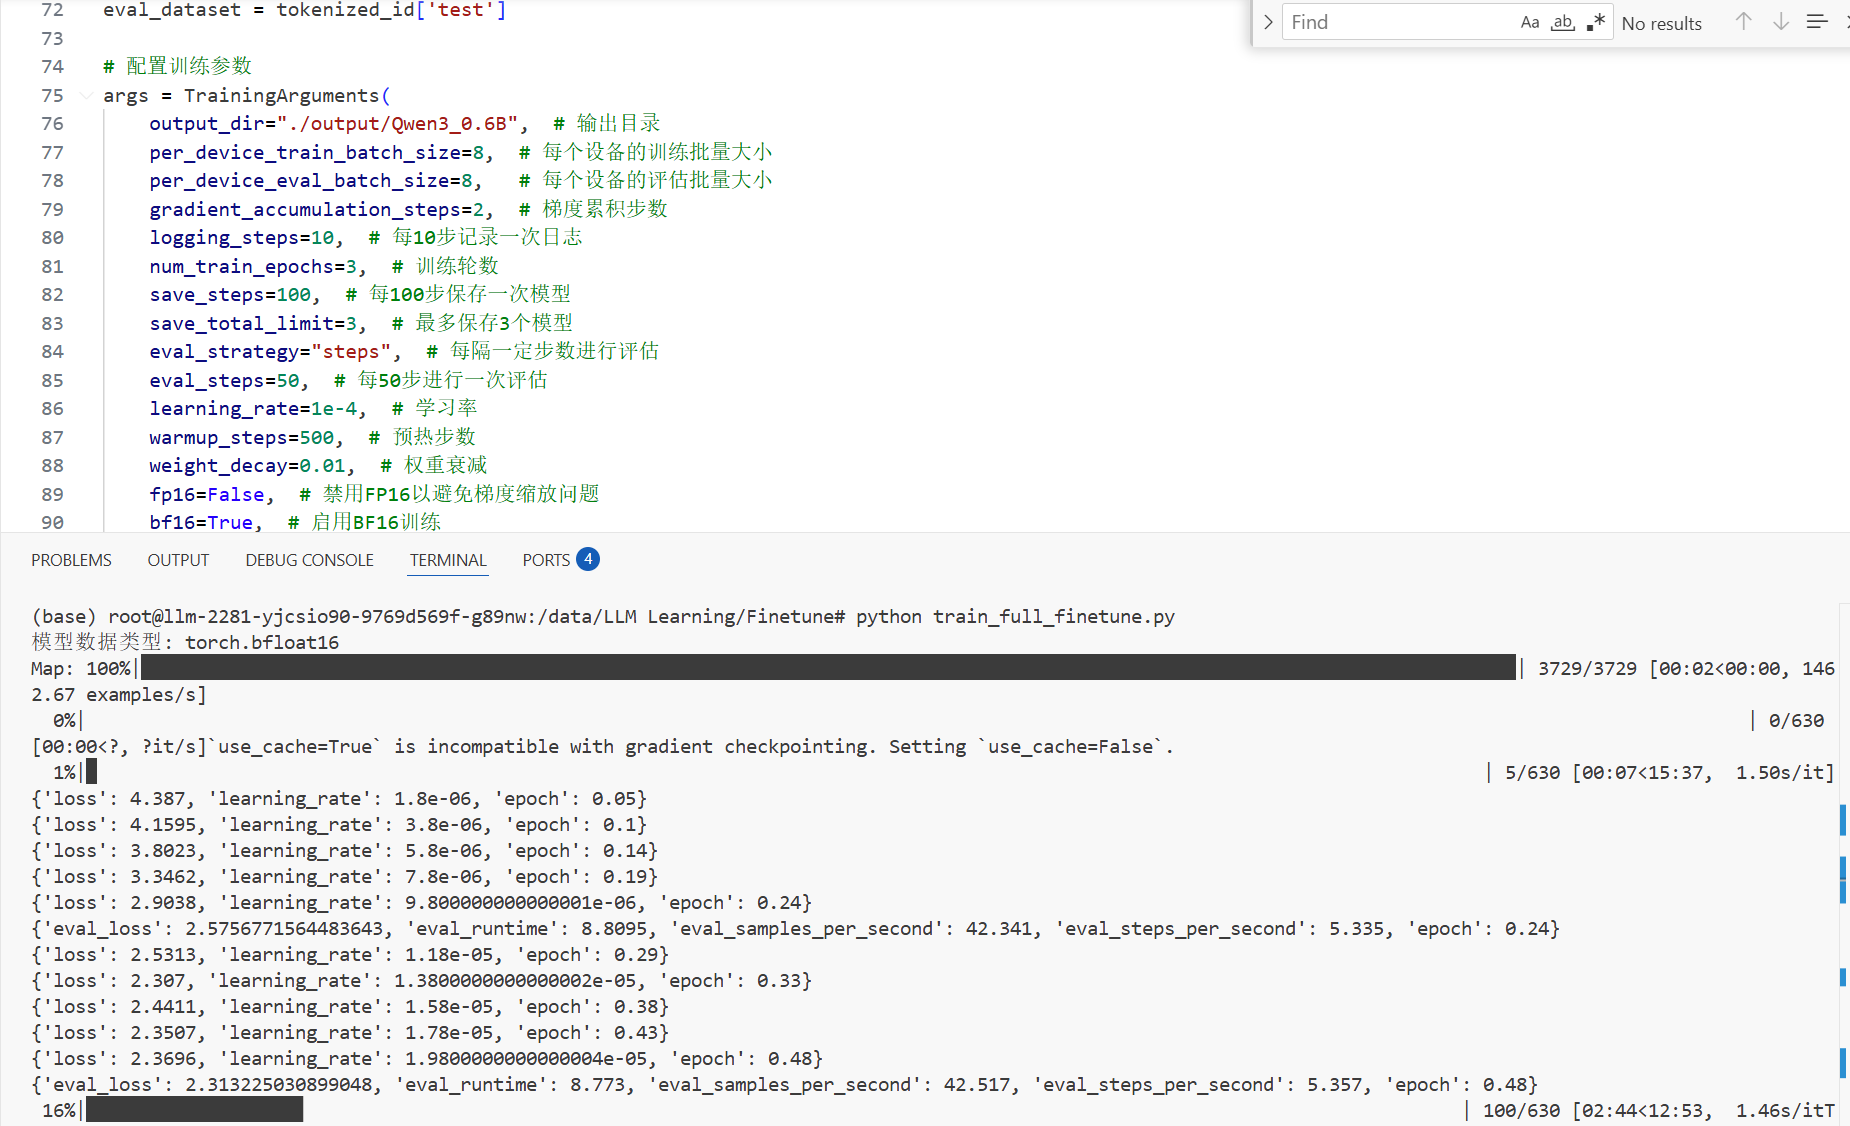 72 eval_dataset = tokenized_id['test']
73
74 # 配置训练参数
75 args = TrainingArguments(
76 output_dir="./output/Qwen3_0.6B",  # 输出目录
77 per_device_train_batch_size=8,  # 每个设备的训练批量大小
78 per_device_eval_batch_size=8,   # 每个设备的评估批量大小
79 gradient_accumulation_steps=2,  # 梯度累积步数
80 logging_steps=10,  # 每10步记录一次日志
81 num_train_epochs=3,  # 训练轮数
82 save_steps=100,  # 每100步保存一次模型
83 save_total_limit=3,  # 最多保存3个模型
84 eval_strategy="steps",  # 每隔一定步数进行评估
85 eval_steps=50,  # 每50步进行一次评估
86 learning_rate=1e-4,  # 学习率
87 warmup_steps=500,  # 预热步数
88 weight_decay=0.01,  # 权重衰减
89 fp16=False,  # 禁用FP16以避免梯度缩放问题
90 bf16=True,  # 启用BF16训练
Find Aa ab .* No results
PROBLEMS OUTPUT DEBUG CONSOLE TERMINAL PORTS 4
(base) root@llm-2281-yjcsio90-9769d569f-g89nw:/data/LLM Learning/Finetune# python train_full_finetune.py
模型数据类型: torch.bfloat16
Map: 100%| | 3729/3729 [00:02<00:00, 146
2.67 examples/s]
0%| | 0/630
[00:00<?, ?it/s]`use_cache=True` is incompatible with gradient checkpointing. Setting `use_cache=False`.
1%| | 5/630 [00:07<15:37,  1.50s/it]
{'loss': 4.387, 'learning_rate': 1.8e-06, 'epoch': 0.05}
{'loss': 4.1595, 'learning_rate': 3.8e-06, 'epoch': 0.1}
{'loss': 3.8023, 'learning_rate': 5.8e-06, 'epoch': 0.14}
{'loss': 3.3462, 'learning_rate': 7.8e-06, 'epoch': 0.19}
{'loss': 2.9038, 'learning_rate': 9.800000000000001e-06, 'epoch': 0.24}
{'eval_loss': 2.5756771564483643, 'eval_runtime': 8.8095, 'eval_samples_per_second': 42.341, 'eval_steps_per_second': 5.335, 'epoch': 0.24}
{'loss': 2.5313, 'learning_rate': 1.18e-05, 'epoch': 0.29}
{'loss': 2.307, 'learning_rate': 1.3800000000000002e-05, 'epoch': 0.33}
{'loss': 2.4411, 'learning_rate': 1.58e-05, 'epoch': 0.38}
{'loss': 2.3507, 'learning_rate': 1.78e-05, 'epoch': 0.43}
{'loss': 2.3696, 'learning_rate': 1.9800000000000004e-05, 'epoch': 0.48}
{'eval_loss': 2.313225030899048, 'eval_runtime': 8.773, 'eval_samples_per_second': 42.517, 'eval_steps_per_second': 5.357, 'epoch': 0.48}
16%| | 100/630 [02:44<12:53,  1.46s/itT